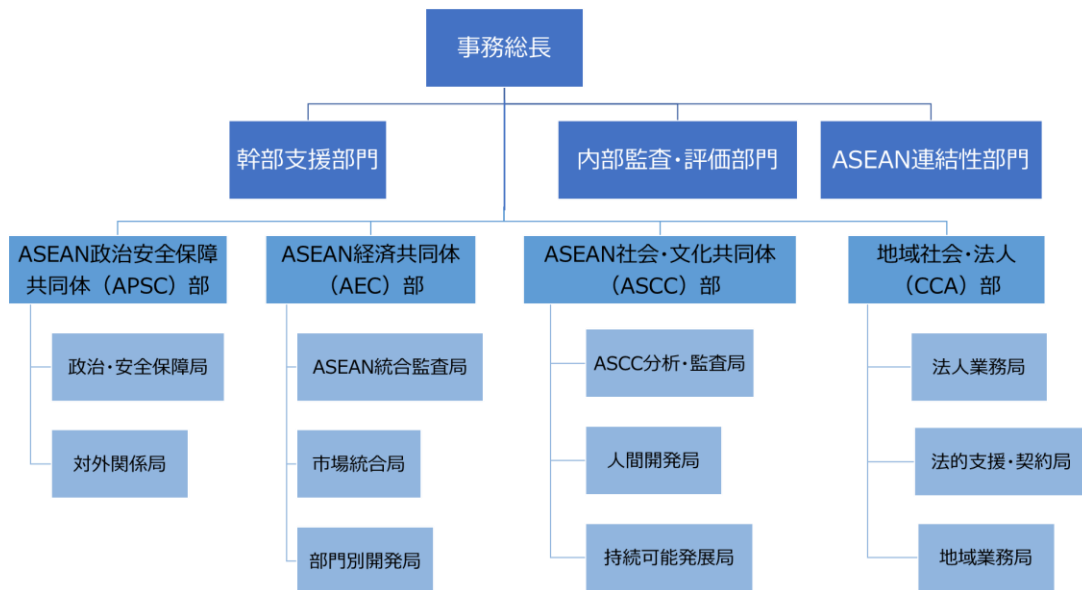 事務総長
幹部支援部門
内部監査・評価部門
ASEAN連結性部門
ASEAN政治安全保障
共同体（APSC）部
ASEAN経済共同体
（AEC）部
ASEAN社会・文化共同体
（ASCC）部
地域社会・法人
（CCA）部
政治・安全保障局
対外関係局
ASEAN統合監査局
市場統合局
部門別開発局
ASCC分析・監査局
人間開発局
持続可能発展局
法人業務局
法的支援・契約局
地域業務局